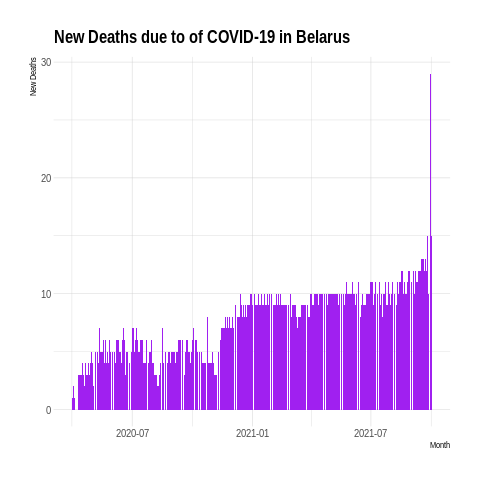 New Deaths due to of COVID-19 in Belarus
New Deaths
30
20
10
0
2020-07
2021-01
2021-07
Month